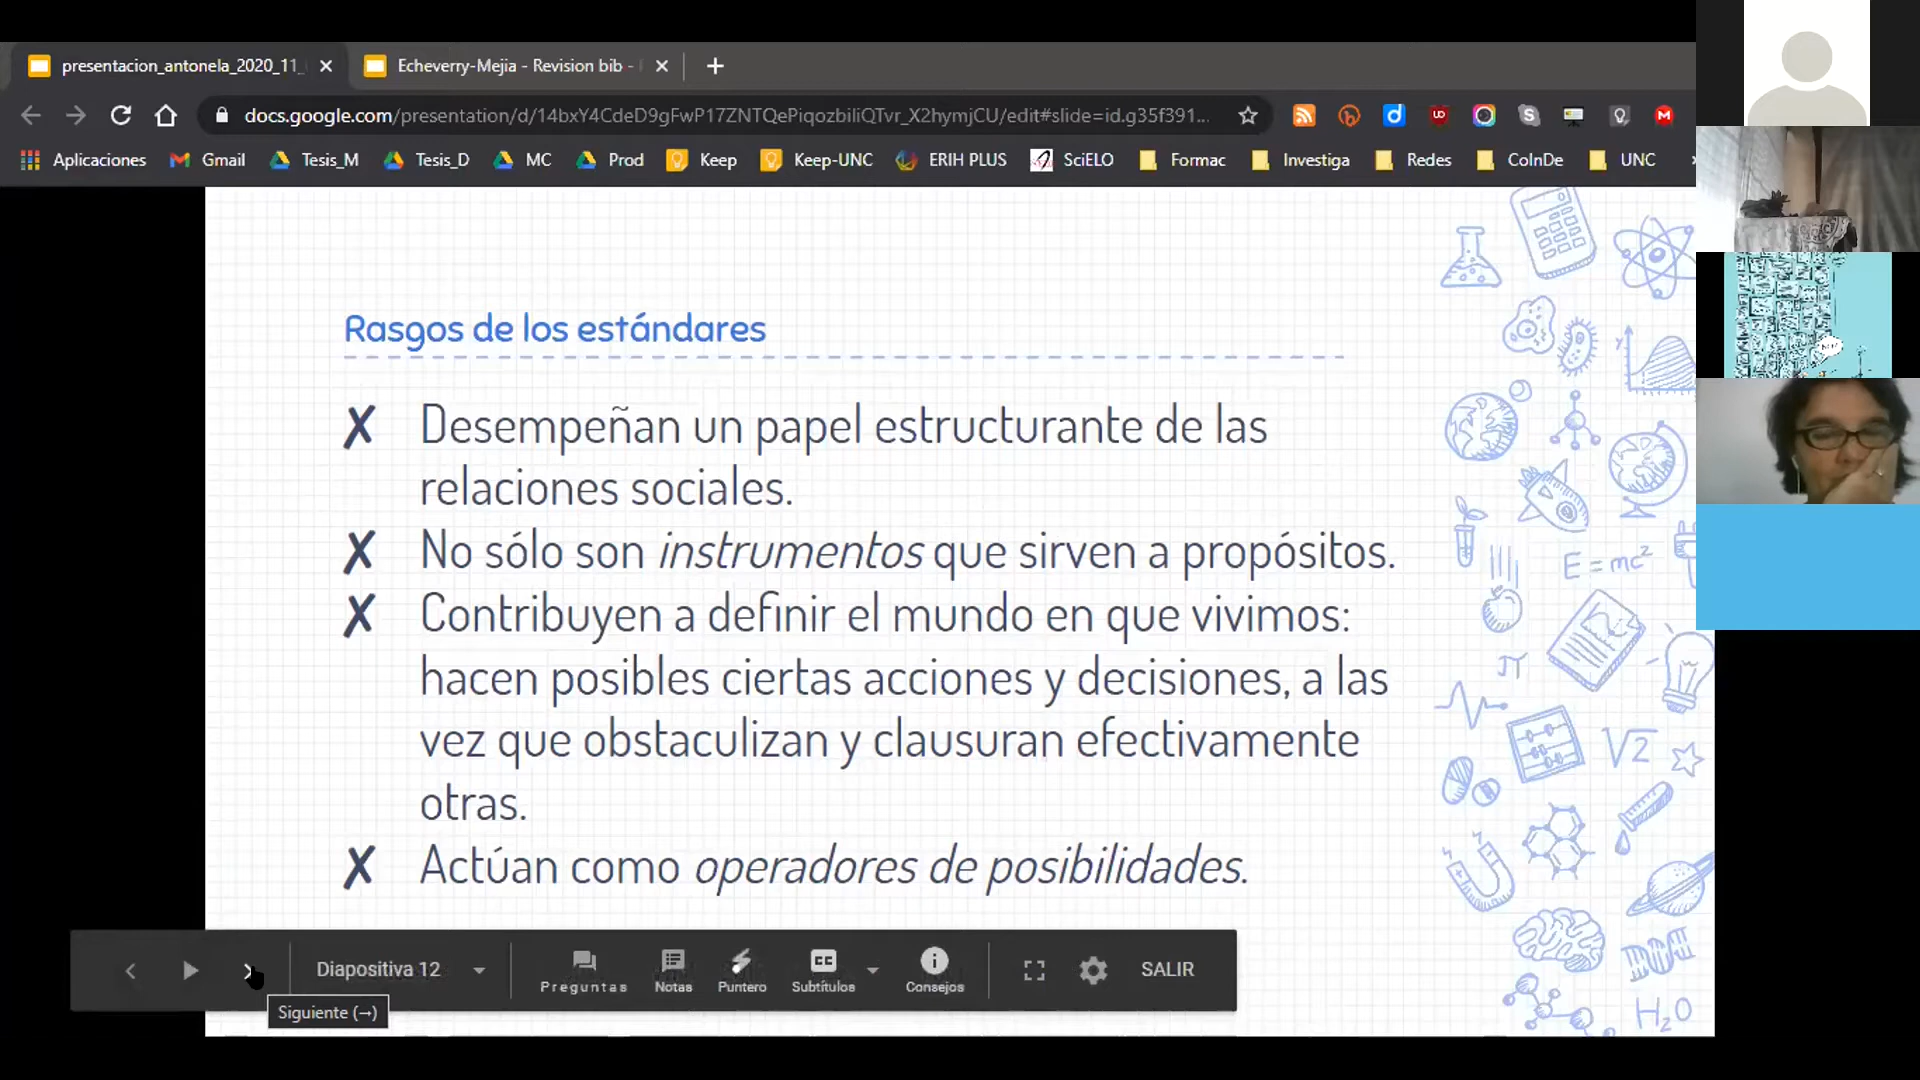 presentacion_antonela_2020_11_
Echeverry-Mejia - Revision bib -
docs.google.com/presentation/d/14bxY4CdeD9gFwP17ZNTQePiqozbiliQTvr_X2hymjCU/edit#slide=id.g35f391...
Aplicaciones Gmail Tesis_M Tesis_D MC Prod Keep Keep-UNC ERIH PLUS SciELO Formac Investiga Redes CoInDe UNC
Rasgos de los estándares
✗ Desempeñan un papel estructurante de las
relaciones sociales.
✗ No sólo son instrumentos que sirven a propósitos.
✗ Contribuyen a definir el mundo en que vivimos:
hacen posibles ciertas acciones y decisiones, a las
vez que obstaculizan y clausuran efectivamente
otras.
✗ Actúan como operadores de posibilidades.
E=mc²
π
√2
H₂O
Diapositiva 12
Preguntas Notas Puntero Subtítulos Consejos
SALIR
Siguiente (→)